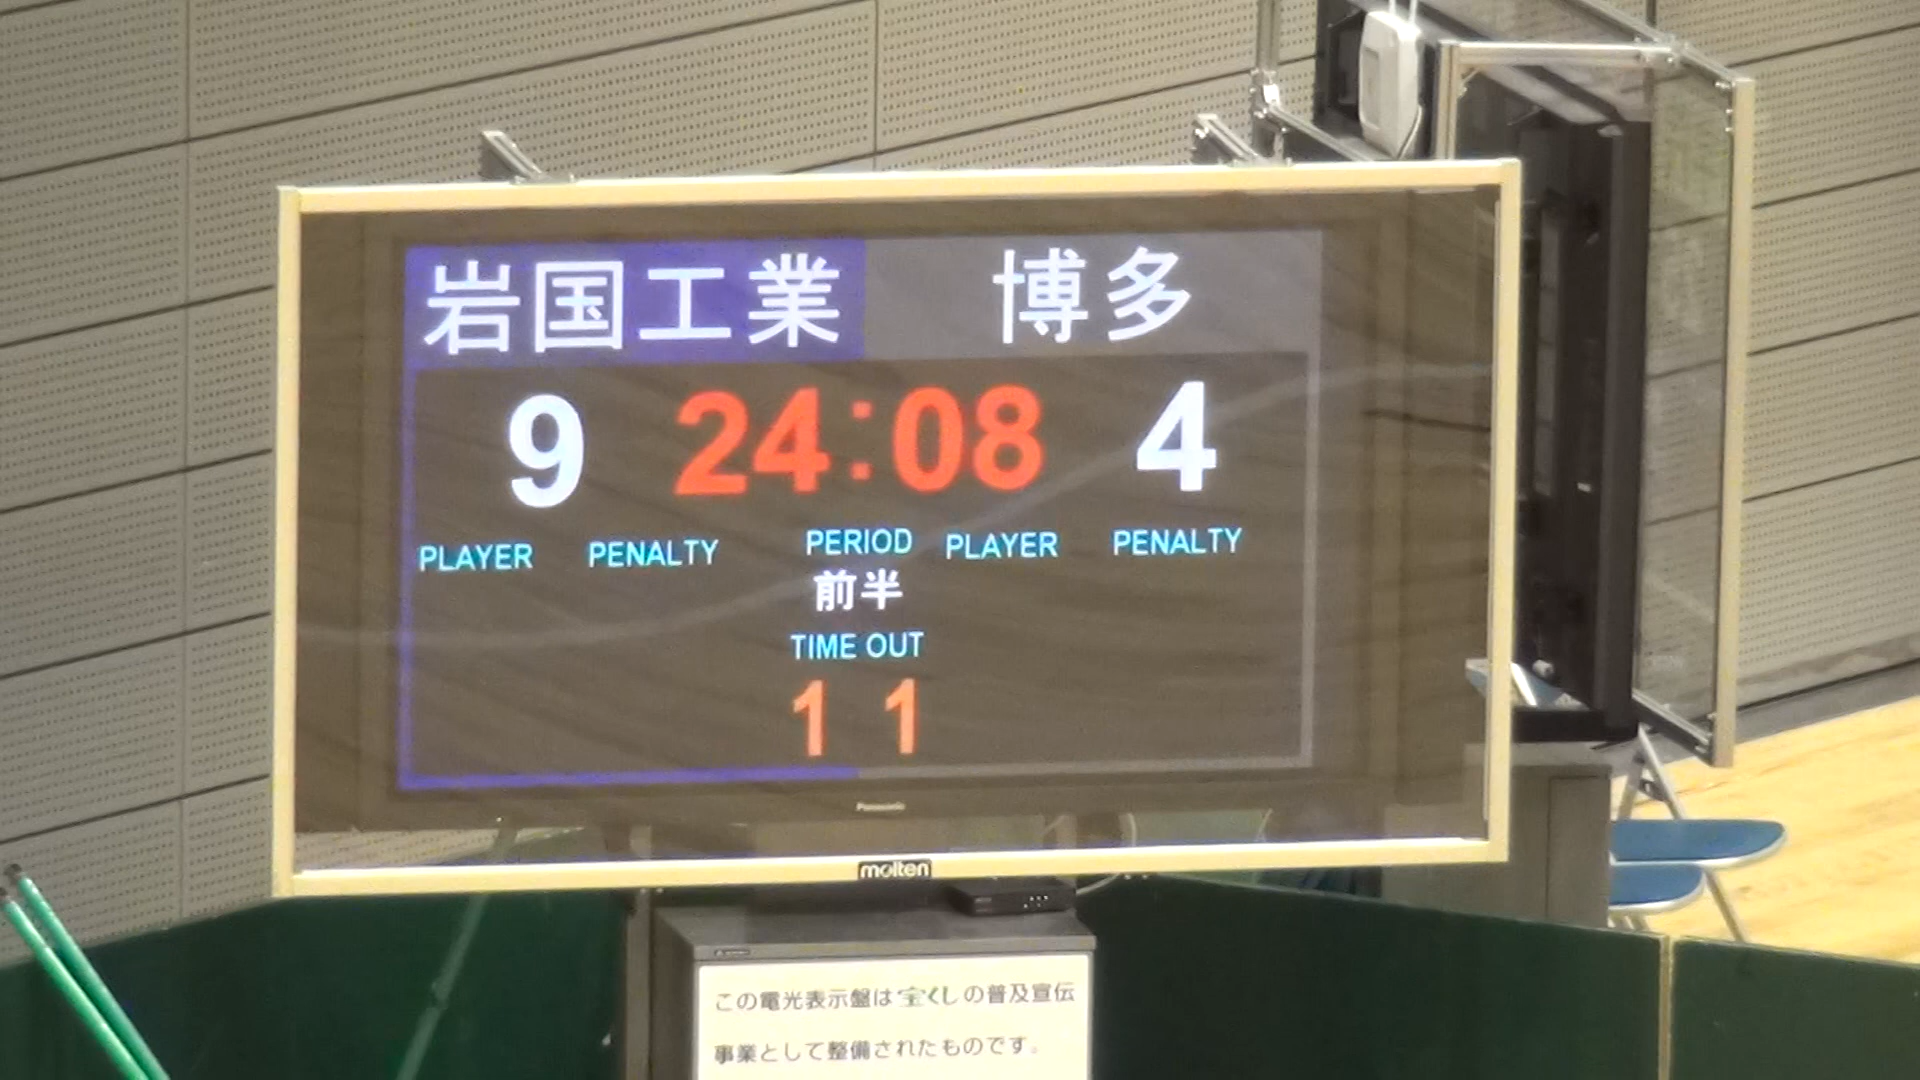 岩国工業 博多
9 24:08 4
PLAYER PENALTY PERIOD PLAYER PENALTY
前半
TIME OUT
1 1
Panasonic
molten
この電光表示盤は宝くじの普及宣伝
事業として整備されたものです。